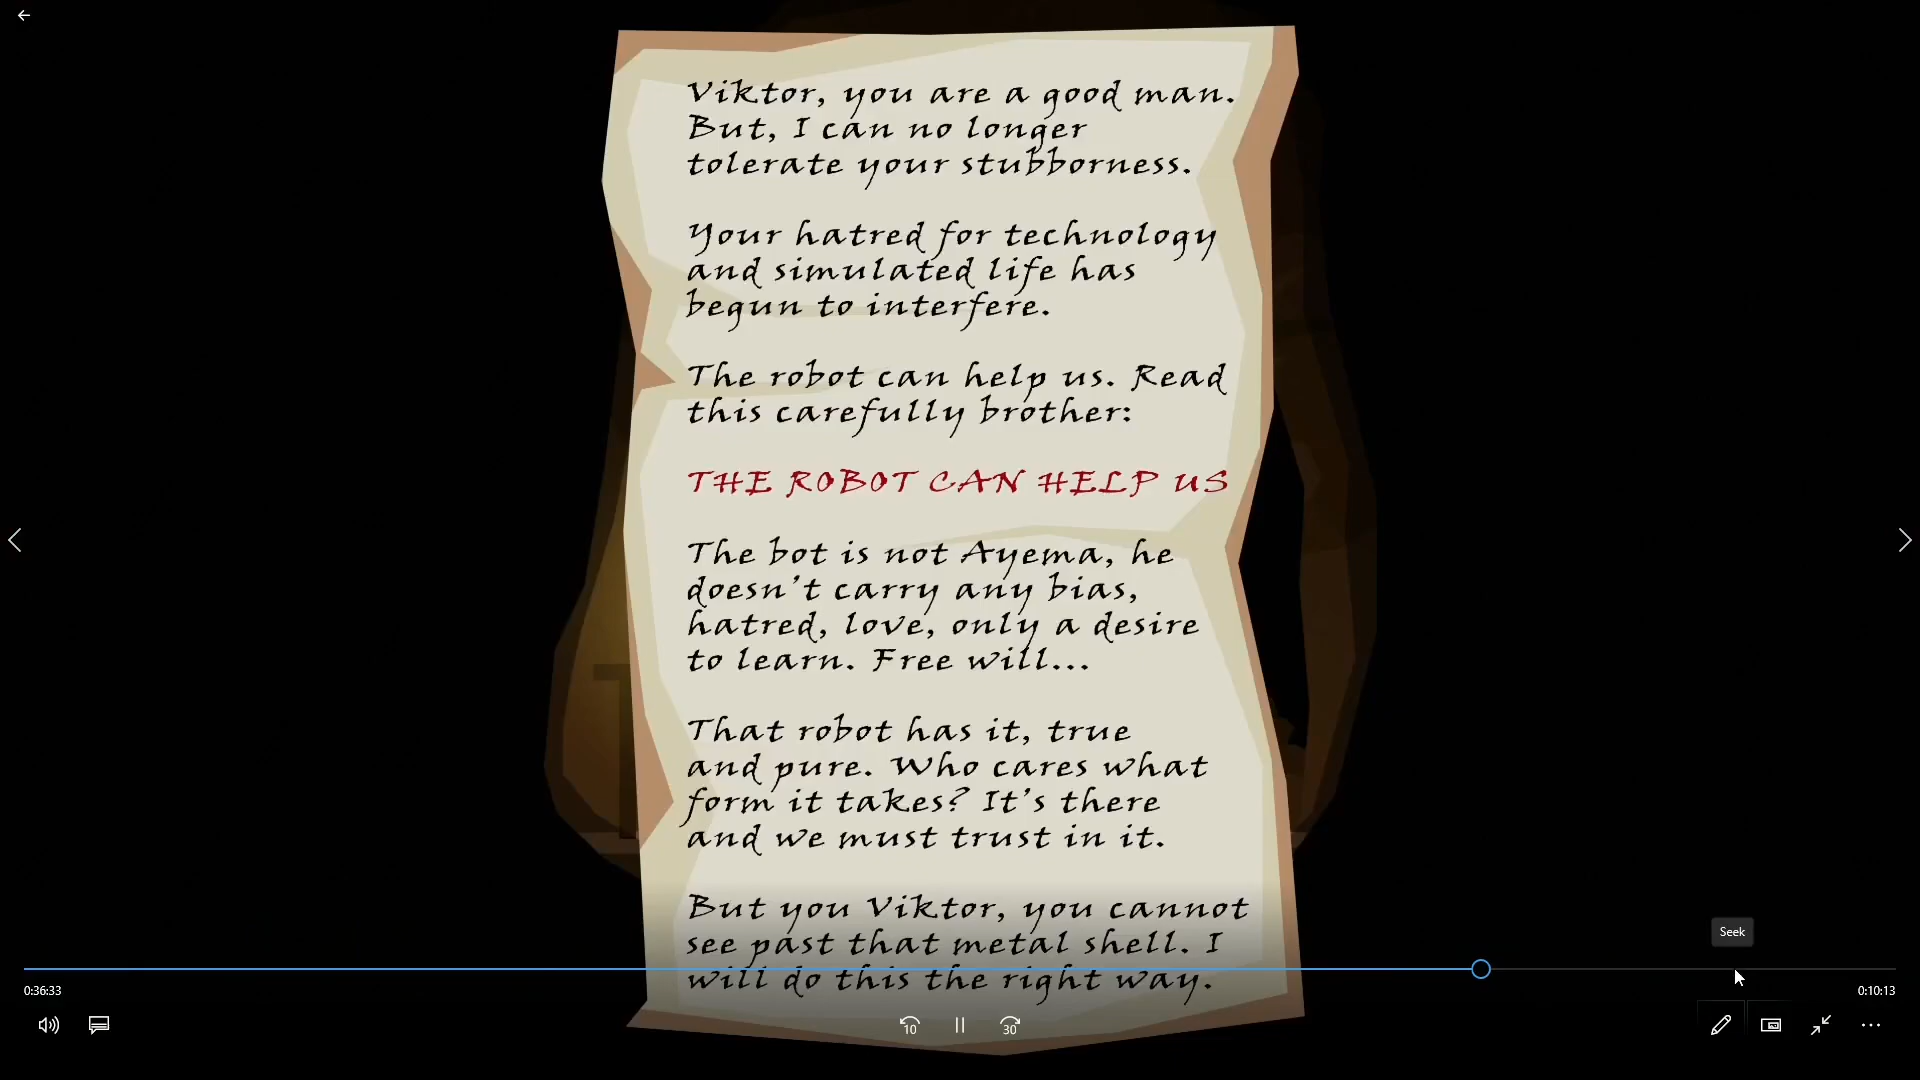 Viktor, you are a good man.
But, I can no longer
tolerate your stubborness.
Your hatred for technology
and simulated life has
begun to interfere.
The robot can help us. Read
this carefully brother:
THE ROBOT CAN HELP US
The bot is not Ayema, he
doesn't carry any bias,
hatred, love, only a desire
to learn. Free will...
That robot has it, true
and pure. Who cares what
form it takes? It's there
and we must trust in it.
But you Viktor, you cannot
see past that metal shell. I
will do this the right way.
Seek
0:36:33
0:10:13
10
30